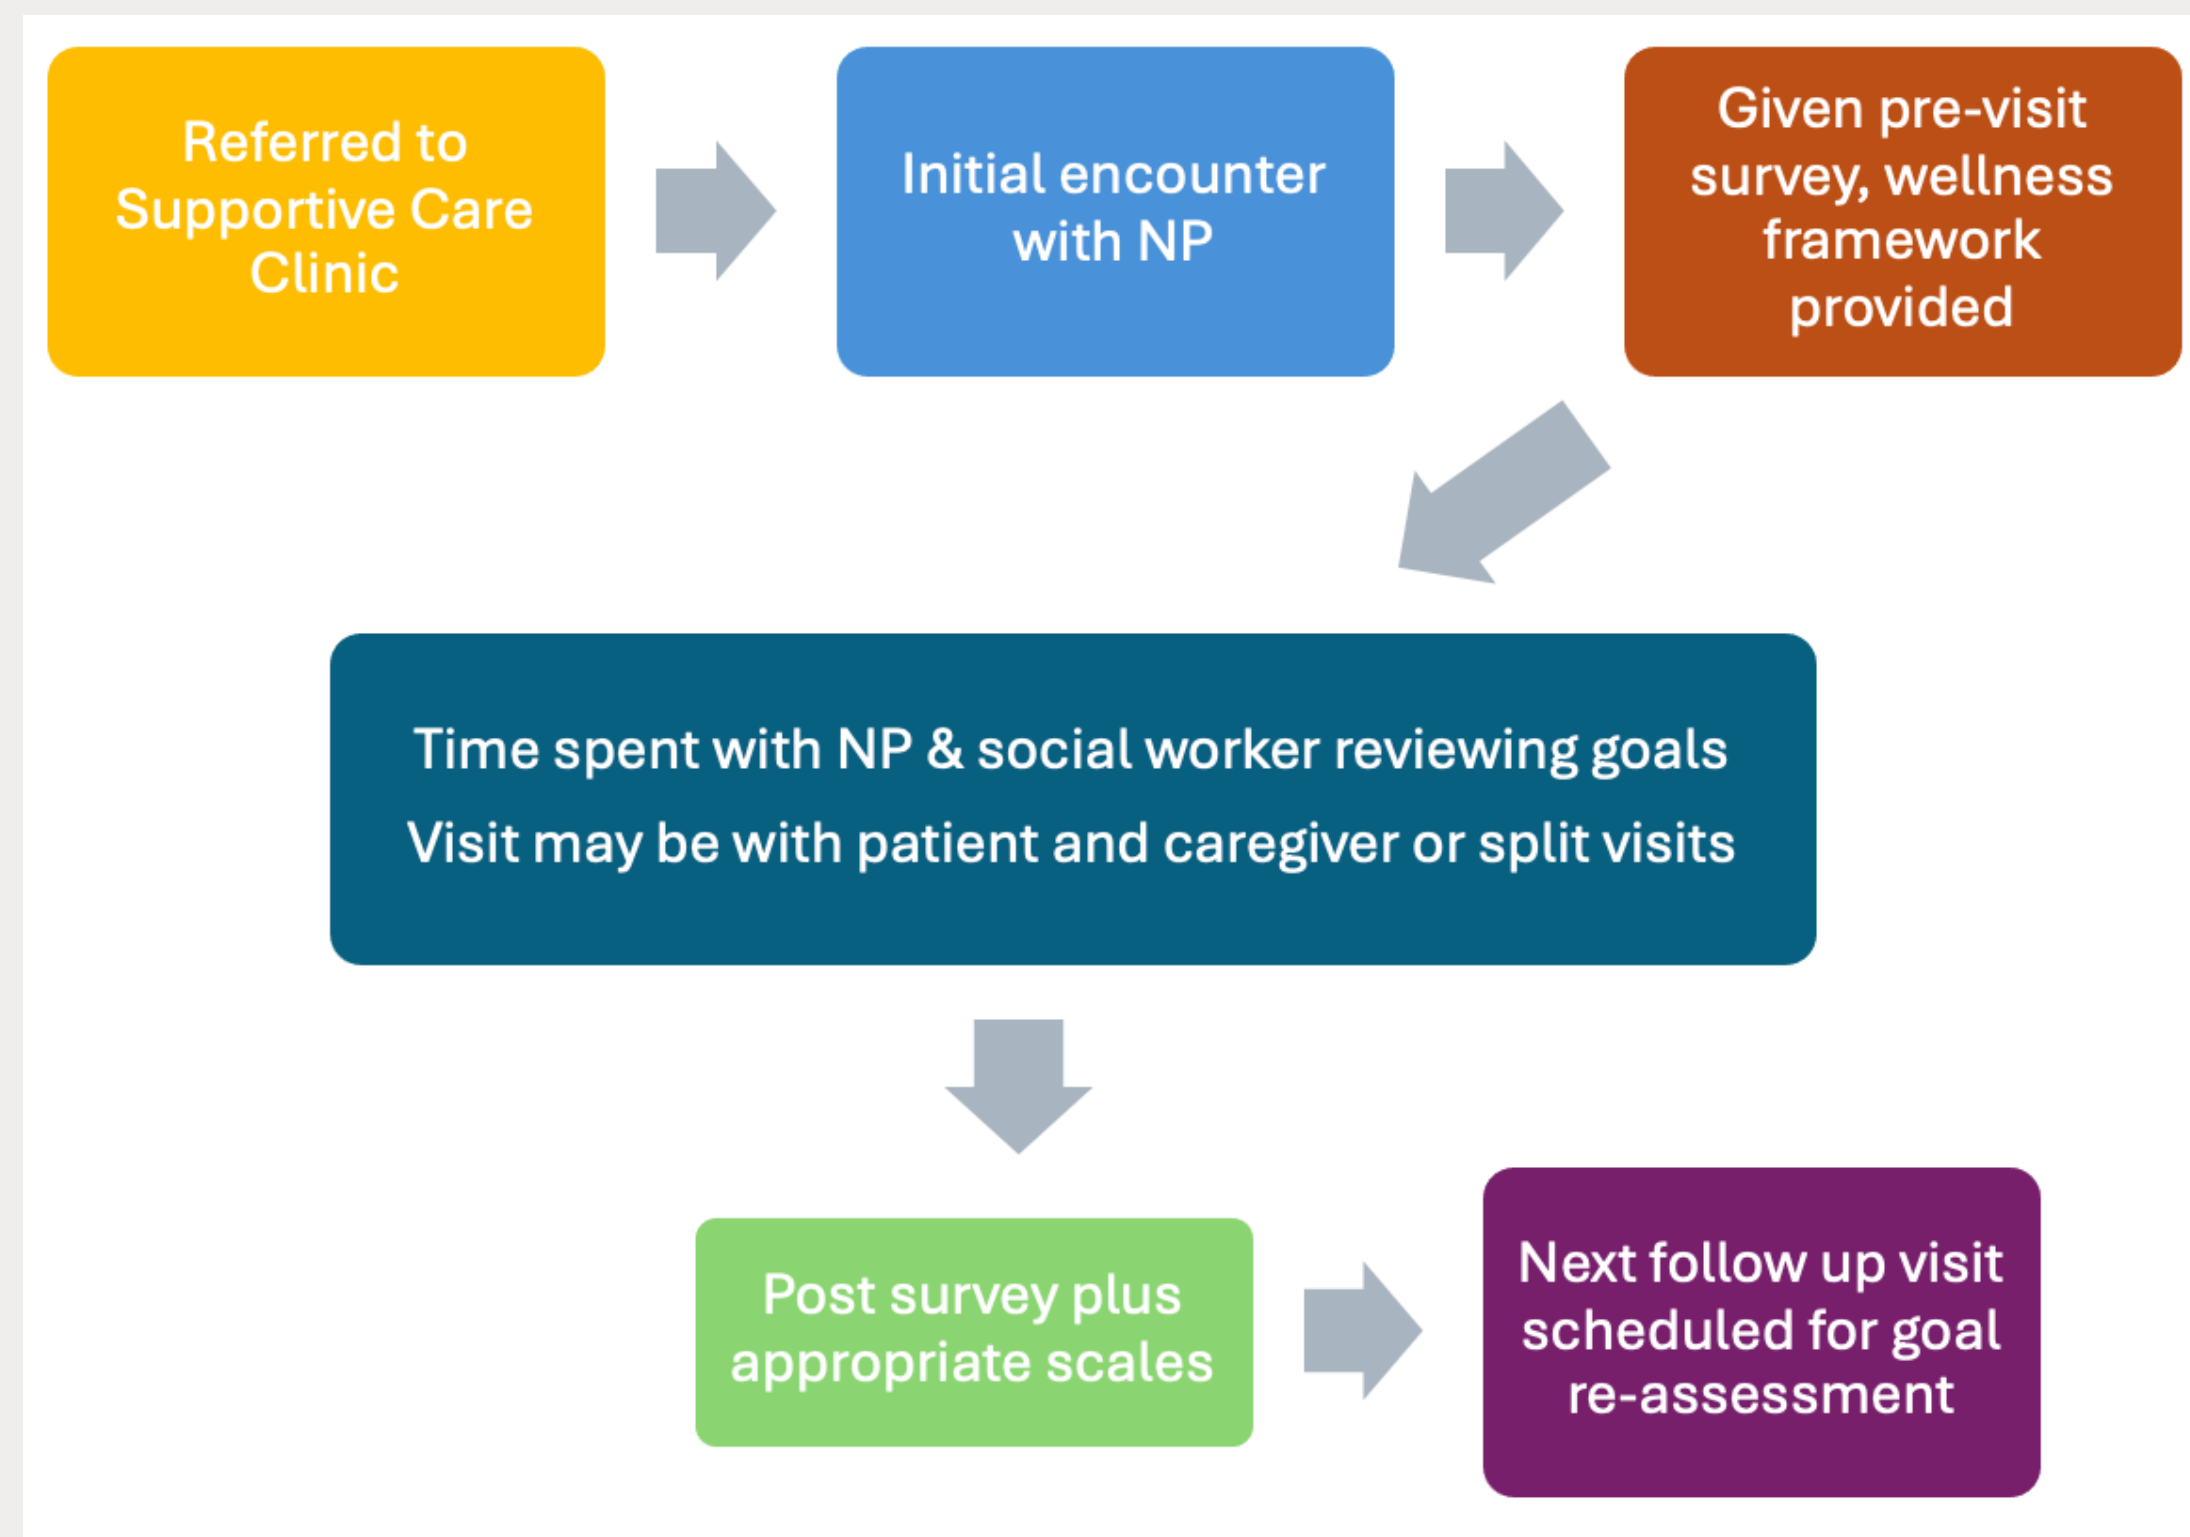 Referred to
Supportive Care
Clinic
Initial encounter
with NP
Given pre-visit
survey, wellness
framework
provided
Time spent with NP & social worker reviewing goals
Visit may be with patient and caregiver or split visits
Post survey plus
appropriate scales
Next follow up visit
scheduled for goal
re-assessment